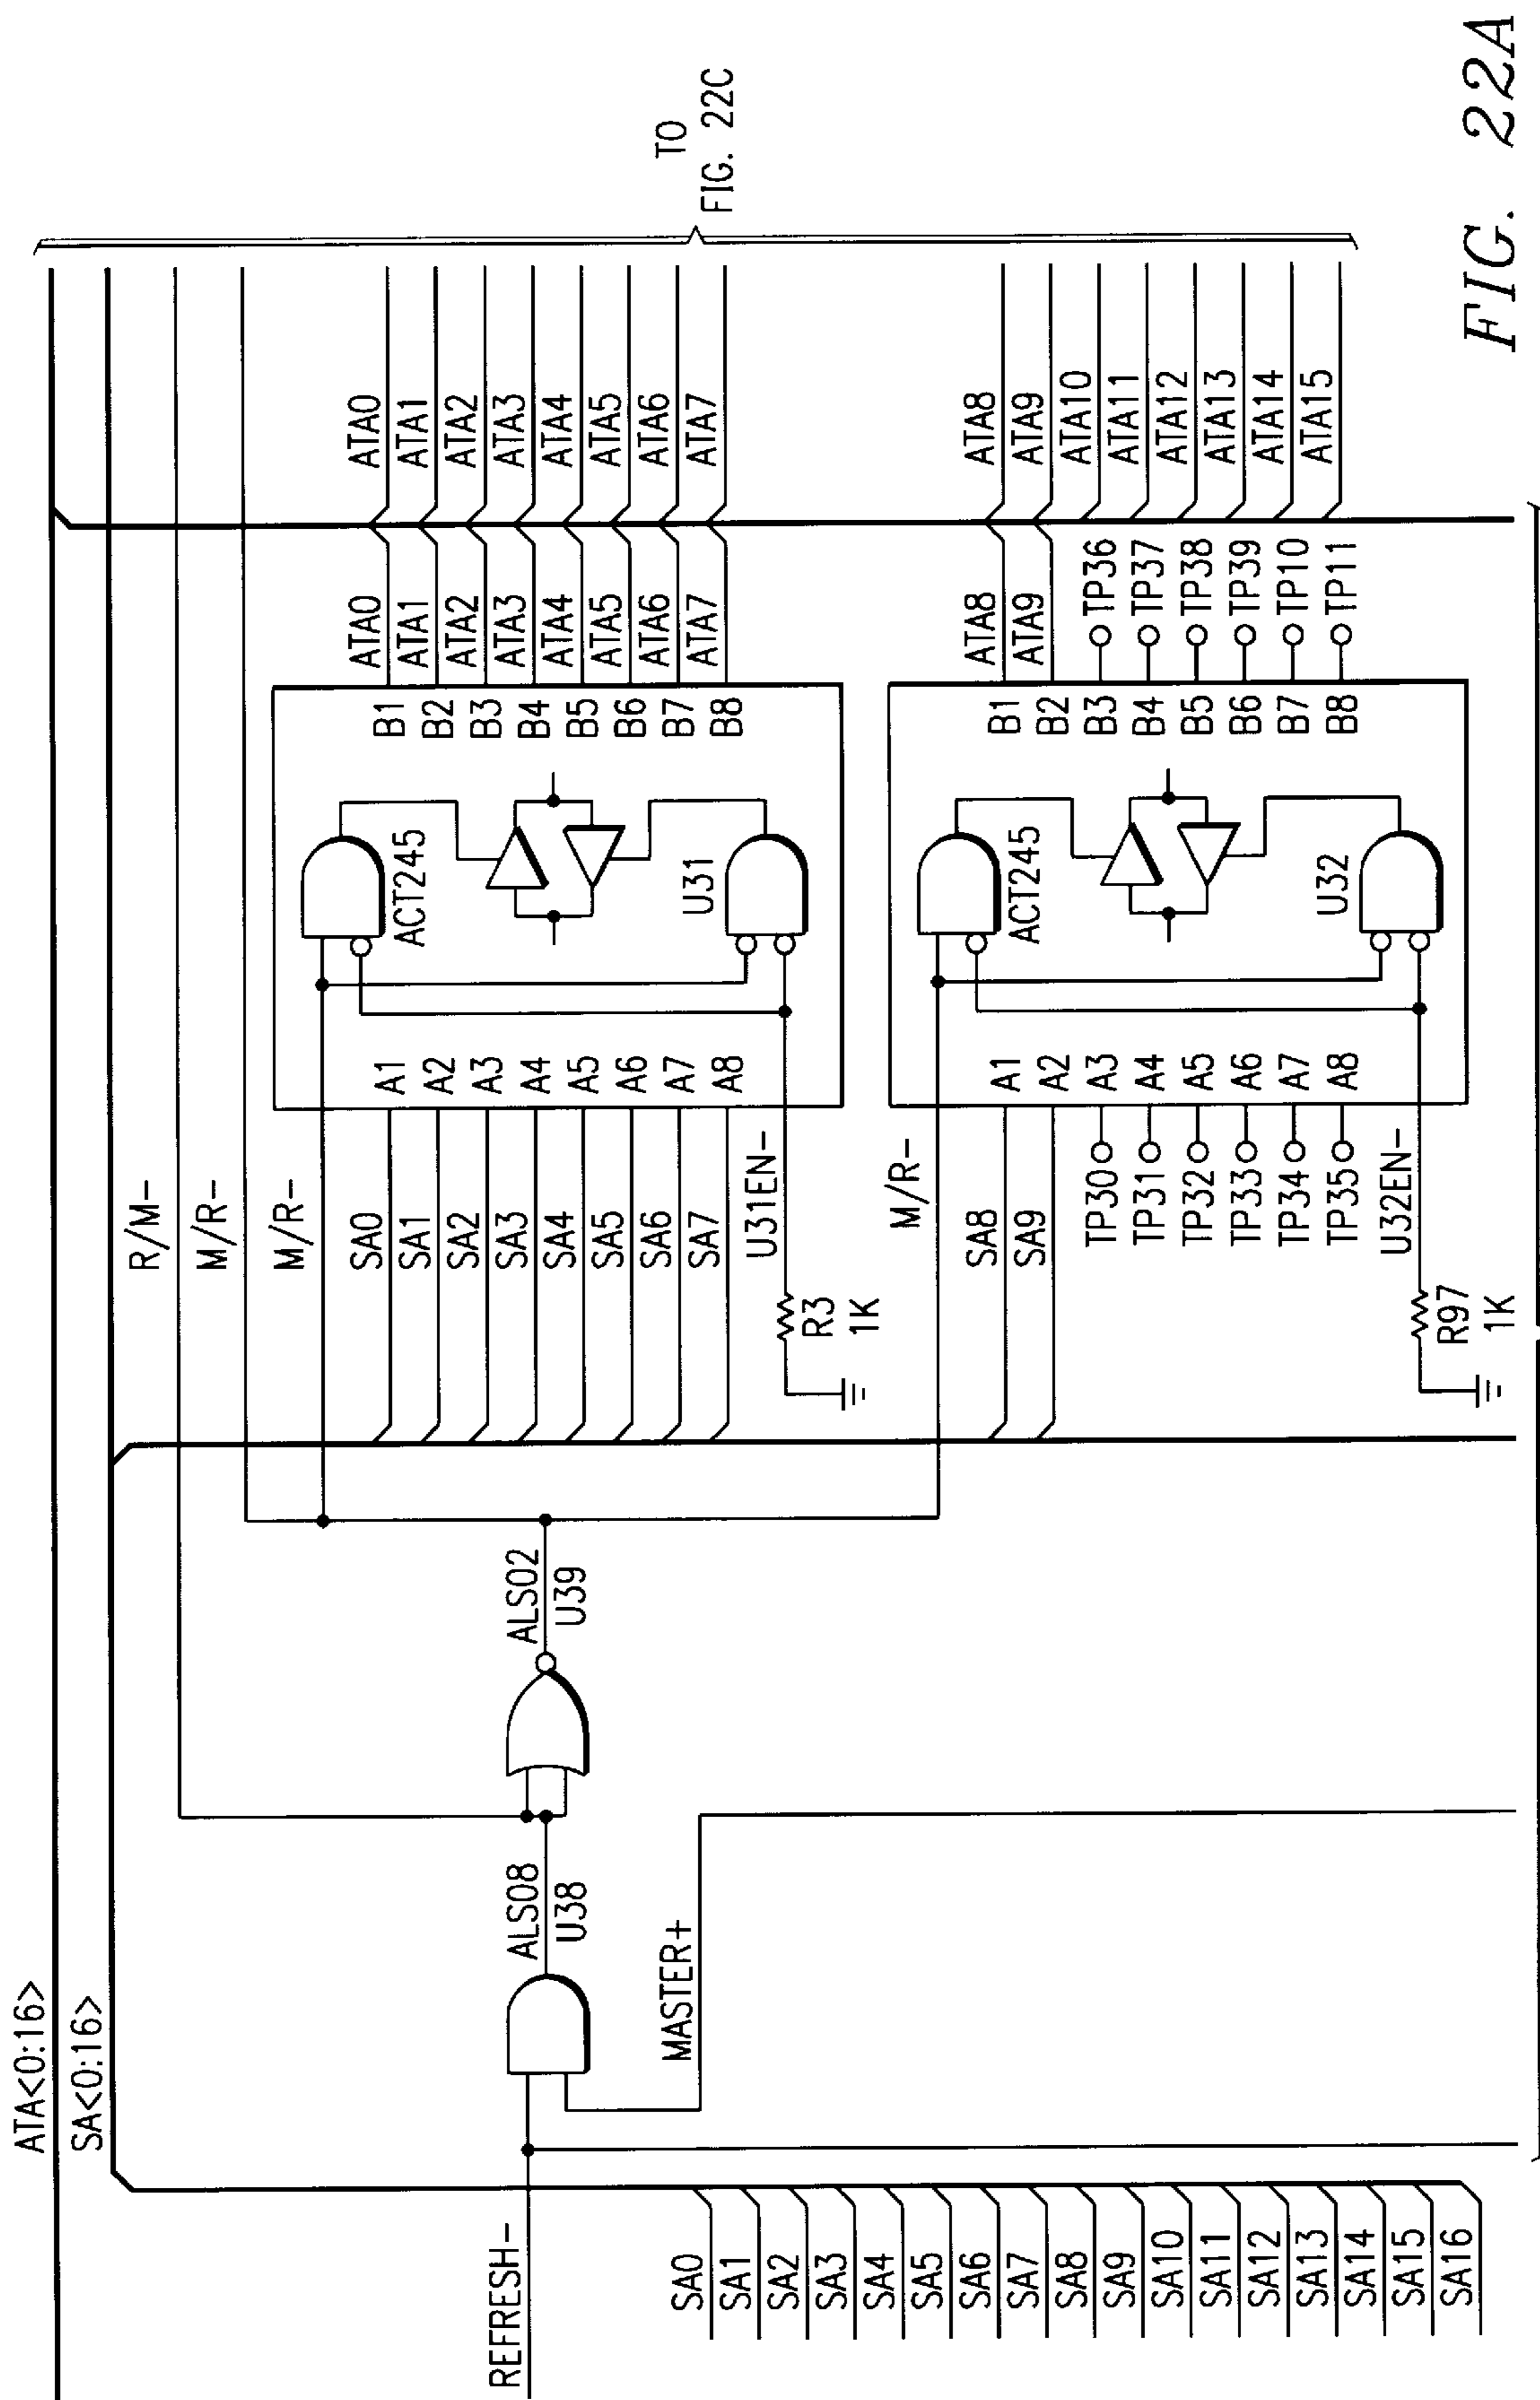 ATA<0:16>
SA<0:16>
R/M-
M/R-
M/R-
REFRESH-
ALS08
U38
MASTER+
ALS02
U39
SA0
SA1
SA2
SA3
SA4
SA5
SA6
SA7
SA8
SA9
SA10
SA11
SA12
SA13
SA14
SA15
SA16
SA0
SA1
SA2
SA3
SA4
SA5
SA6
SA7
U31EN-
R3
1K
A1
A2
A3
A4
A5
A6
A7
A8
ACT245
U31
B1
B2
B3
B4
B5
B6
B7
B8
ATA0
ATA1
ATA2
ATA3
ATA4
ATA5
ATA6
ATA7
ATA0
ATA1
ATA2
ATA3
ATA4
ATA5
ATA6
ATA7
TO
FIG. 22C
M/R-
SA8
SA9
TP30
TP31
TP32
TP33
TP34
TP35
U32EN-
R97
1K
A1
A2
A3
A4
A5
A6
A7
A8
ACT245
U32
B1
B2
B3
B4
B5
B6
B7
B8
ATA8
ATA9
TP36
TP37
TP38
TP39
TP10
TP11
ATA8
ATA9
ATA10
ATA11
ATA12
ATA13
ATA14
ATA15
FIG. 22A